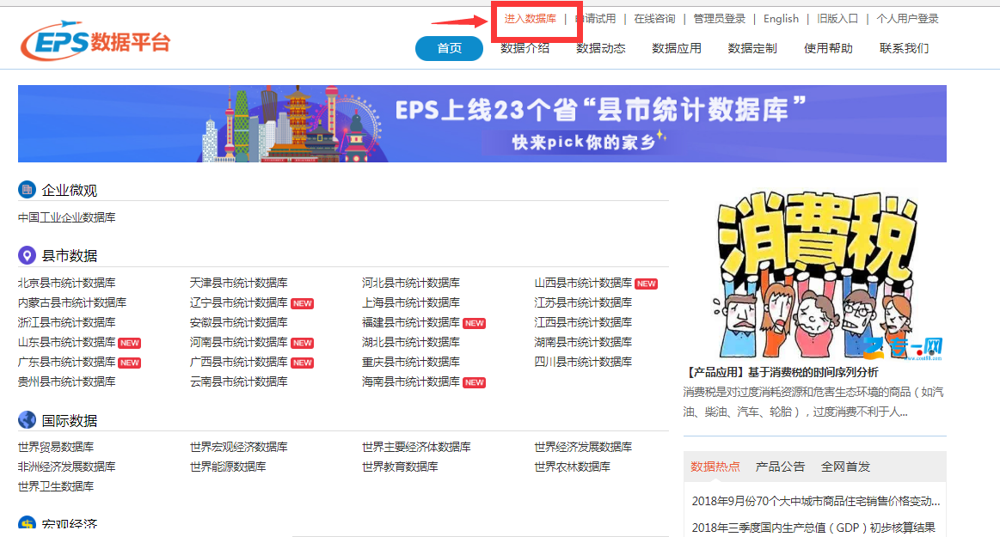 进入数据库 | 申请试用 | 在线咨询 | 管理员登录 | English | 旧版入口 | 个人用户登录
EPS数据平台
首页 数据介绍 数据动态 数据应用 数据定制 使用帮助 联系我们
EPS上线23个省“县市统计数据库”
快来pick你的家乡
企业微观
中国工业企业数据库
县市数据
北京县市统计数据库 天津县市统计数据库 河北县市统计数据库 山西县市统计数据库 NEW
内蒙古县市统计数据库 辽宁县市统计数据库 NEW 上海县市统计数据库 江苏县市统计数据库
浙江县市统计数据库 安徽县市统计数据库 福建县市统计数据库 NEW 江西县市统计数据库
山东县市统计数据库 NEW 河南县市统计数据库 NEW 湖北县市统计数据库 湖南县市统计数据库
广东县市统计数据库 NEW 广西县市统计数据库 NEW 重庆县市统计数据库 四川县市统计数据库
贵州县市统计数据库 云南县市统计数据库 海南县市统计数据库 NEW
国际数据
世界贸易数据库 世界宏观经济数据库 世界主要经济体数据库 世界经济发展数据库
非洲经济发展数据库 世界能源数据库 世界教育数据库 世界农林数据库
世界卫生数据库
宏观经济
消费税
专一网
【产品应用】基于消费税的时间序列分析
消费税是对过度消耗资源和危害生态环境的商品（如汽
油、柴油、汽车、轮胎），过度消费不利于人...
数据热点 产品公告 全网首发
2018年9月份70个大中城市商品住宅销售价格变动...
2018年三季度国内生产总值（GDP）初步核算结果